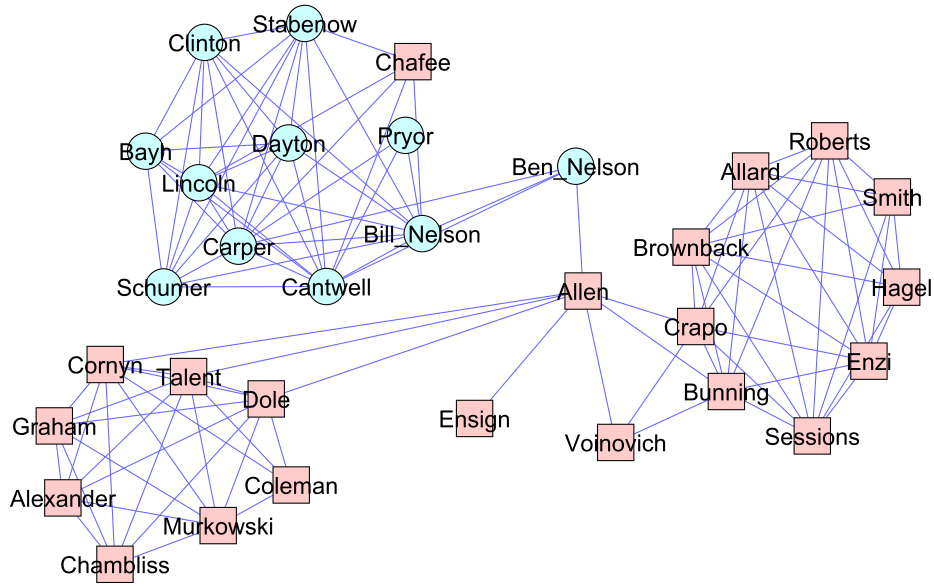 Stabenow
Clinton
Chafee
Pryor
Dayton
Bayh
Lincoln
Ben_Nelson
Bill_Nelson
Carper
Schumer
Cantwell
Roberts
Allard
Smith
Brownback
Hagel
Allen
Crapo
Enzi
Bunning
Sessions
Voinovich
Ensign
Cornyn
Talent
Dole
Graham
Coleman
Alexander
Murkowski
Chambliss